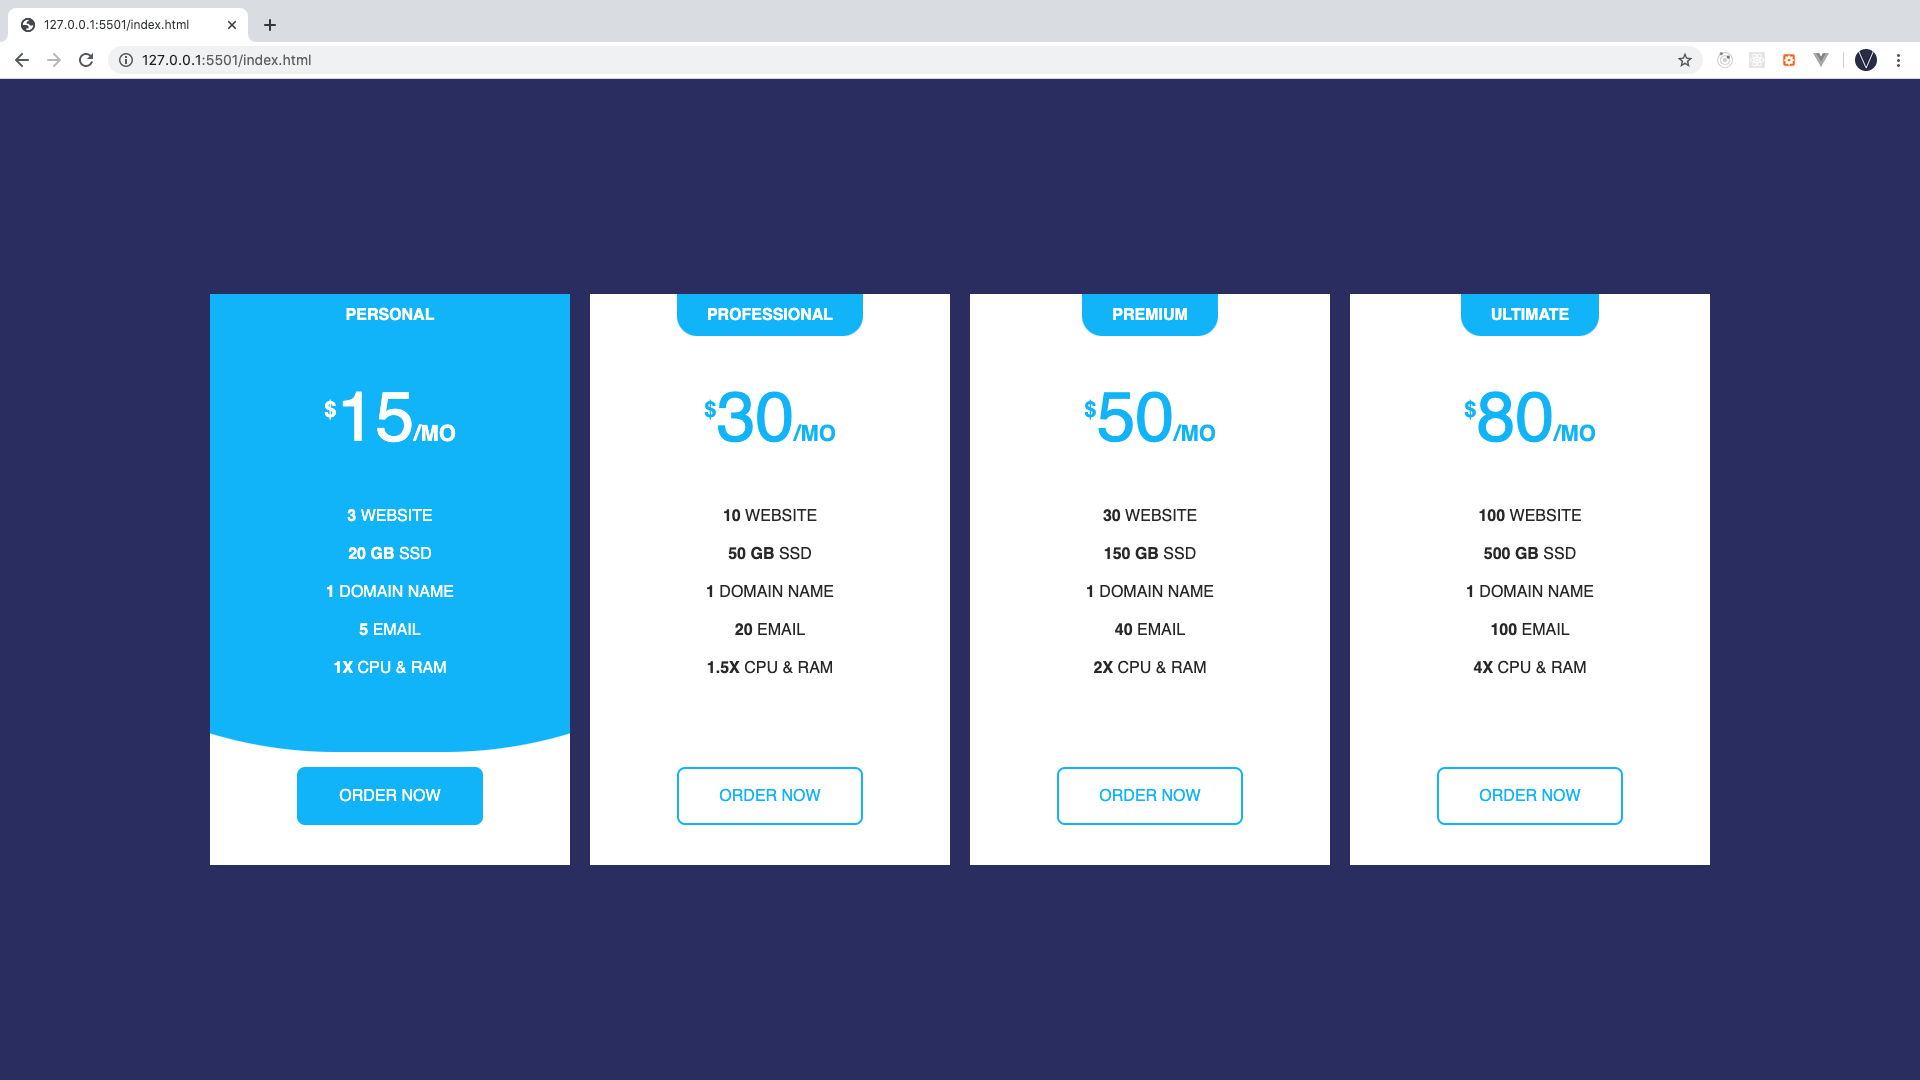 127.0.0.1:5501/index.html
127.0.0.1:5501/index.html
PERSONAL
$15/MO
3 WEBSITE
20 GB SSD
1 DOMAIN NAME
5 EMAIL
1X CPU & RAM
ORDER NOW
PROFESSIONAL
$30/MO
10 WEBSITE
50 GB SSD
1 DOMAIN NAME
20 EMAIL
1.5X CPU & RAM
ORDER NOW
PREMIUM
$50/MO
30 WEBSITE
150 GB SSD
1 DOMAIN NAME
40 EMAIL
2X CPU & RAM
ORDER NOW
ULTIMATE
$80/MO
100 WEBSITE
500 GB SSD
1 DOMAIN NAME
100 EMAIL
4X CPU & RAM
ORDER NOW